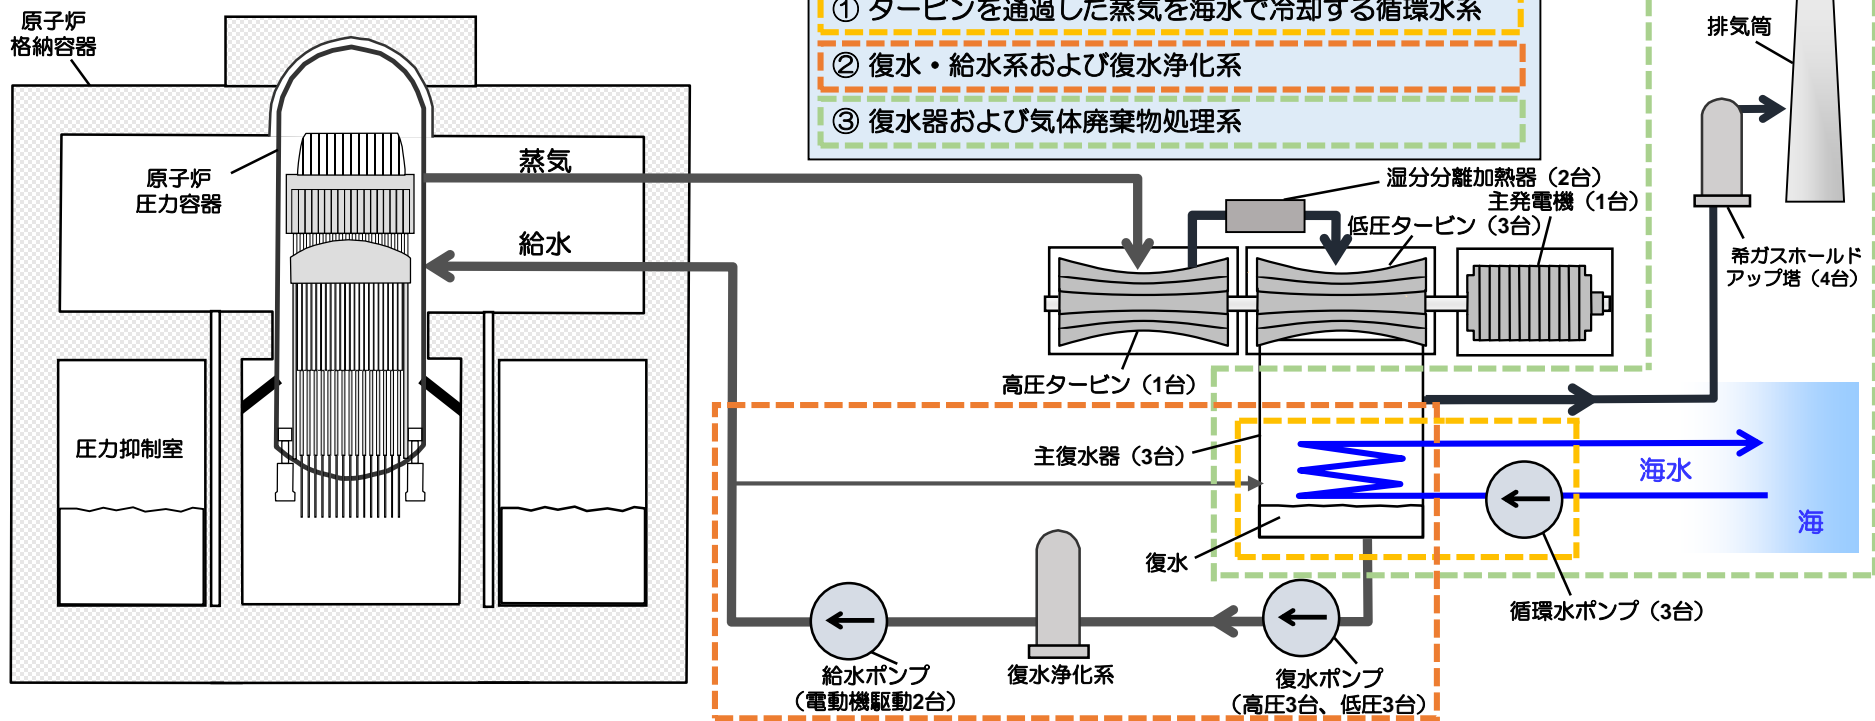 原子炉
格納容器
① タービンを通過した蒸気を海水で冷却する循環水系
② 復水・給水系および復水浄化系
③ 復水器および気体廃棄物処理系
排気筒
原子炉
圧力容器
蒸気
給水
湿分分離加熱器（2台）
主発電機（1台）
低圧タービン（3台）
希ガスホールド
アップ塔（4台）
高圧タービン（1台）
圧力抑制室
主復水器（3台）
海水
海
復水
循環水ポンプ（3台）
給水ポンプ
（電動機駆動2台）
復水浄化系
復水ポンプ
（高圧3台、低圧3台）